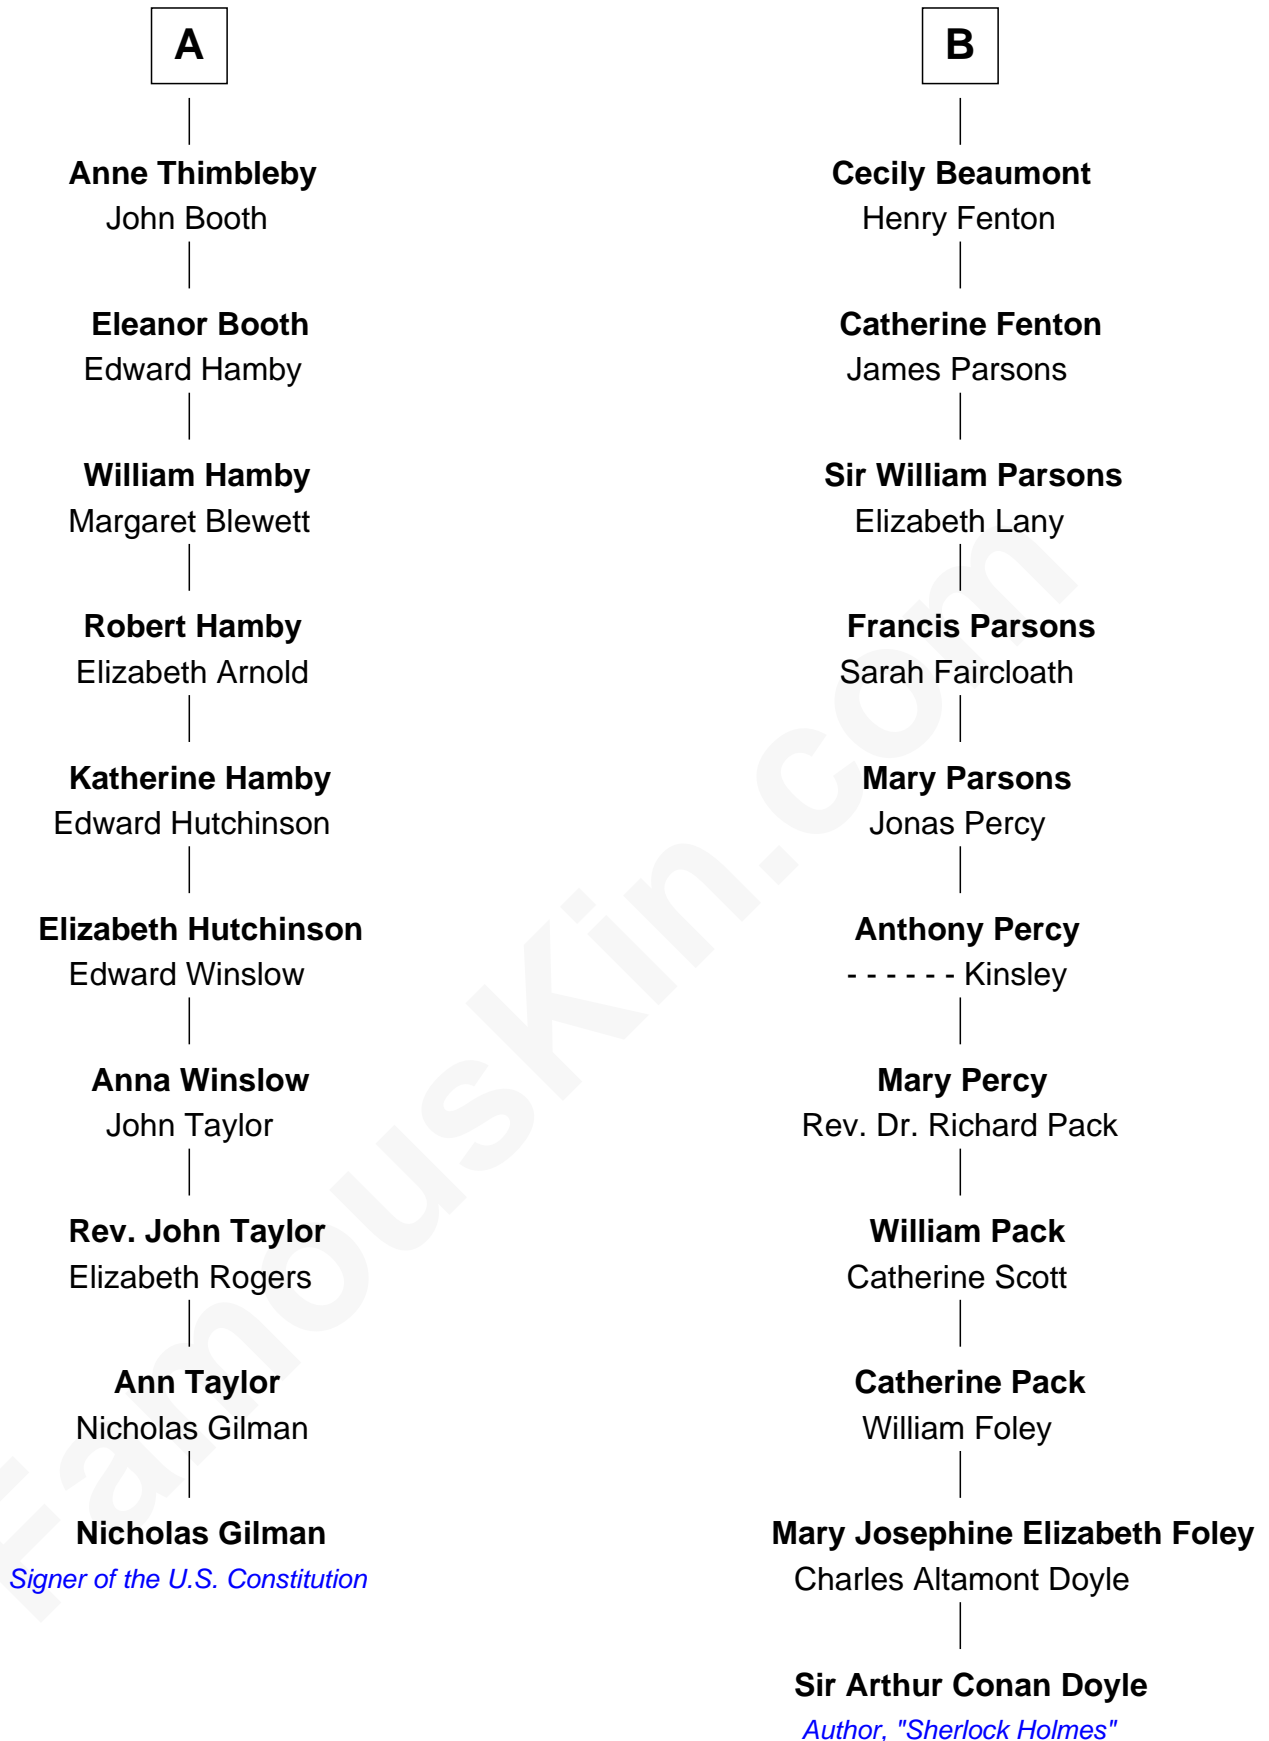 A
Anne Thimbleby
John Booth
Eleanor Booth
Edward Hamby
William Hamby
Margaret Blewett
Robert Hamby
Elizabeth Arnold
Katherine Hamby
Edward Hutchinson
Elizabeth Hutchinson
Edward Winslow
Anna Winslow
John Taylor
Rev. John Taylor
Elizabeth Rogers
Ann Taylor
Nicholas Gilman
Nicholas Gilman
Signer of the U.S. Constitution
B
Cecily Beaumont
Henry Fenton
Catherine Fenton
James Parsons
Sir William Parsons
Elizabeth Lany
Francis Parsons
Sarah Faircloath
Mary Parsons
Jonas Percy
Anthony Percy
- - - - - - Kinsley
Mary Percy
Rev. Dr. Richard Pack
William Pack
Catherine Scott
Catherine Pack
William Foley
Mary Josephine Elizabeth Foley
Charles Altamont Doyle
Sir Arthur Conan Doyle
Author, "Sherlock Holmes"
FamousKin.com